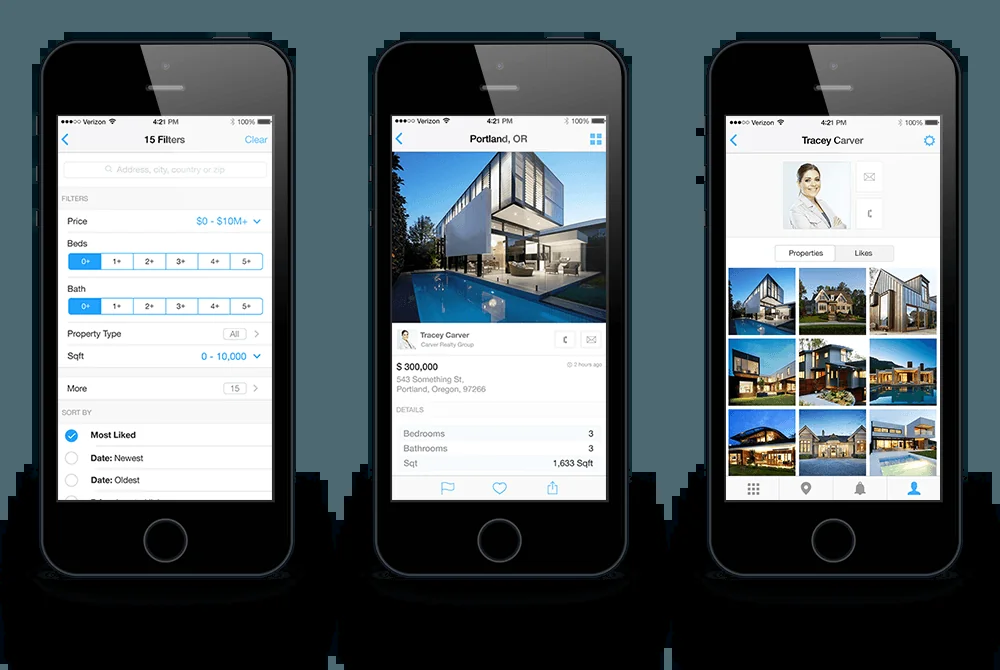 ●●●○○ Verizon 4:21 PM 100%
15 Filters Clear
Address, city, country or zip
FILTERS
Price $0 - $10M+
Beds
0+ 1+ 2+ 3+ 4+ 5+
Bath
0+ 1+ 2+ 3+ 4+ 5+
Property Type All
Sqft 0 - 10,000
More 15
SORT BY
Most Liked
Date: Newest
Date: Oldest
●●●○○ Verizon 4:21 PM 100%
Portland, OR
Tracey Carver
Carver Realty Group
$ 300,000 2 hours ago
543 Something St,
Portland, Oregon, 97266
DETAILS
Bedrooms 3
Bathrooms 3
Sqt 1,633 Sqft
●●●○○ Verizon 4:21 PM 100%
Tracey Carver
Properties Likes